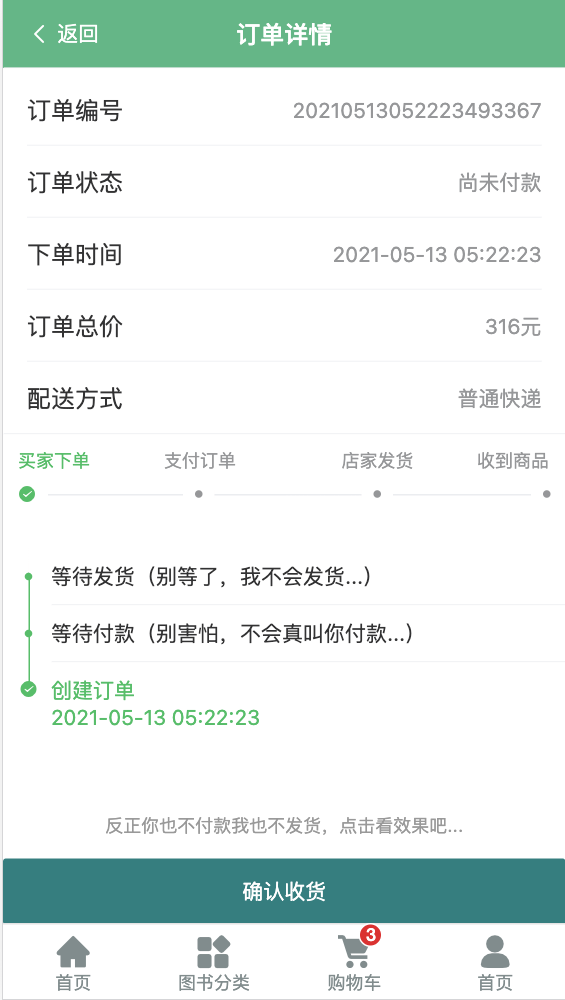 返回
订单详情
订单编号 20210513052223493367
订单状态 尚未付款
下单时间 2021-05-13 05:22:23
订单总价 316元
配送方式 普通快递
买家下单 支付订单 店家发货 收到商品
等待发货（别等了，我不会发货...）
等待付款（别害怕，不会真叫你付款...）
创建订单
2021-05-13 05:22:23
反正你也不付款我也不发货，点击看效果吧...
确认收货
3
首页 图书分类 购物车 首页